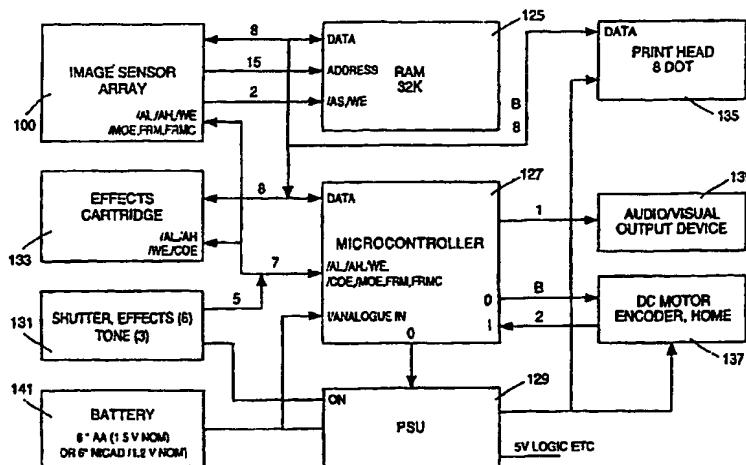 8
125
DATA
DATA
IMAGE SENSOR
ARRAY
15
ADDRESS
RAM
32K
PRINT HEAD
8 DOT
2
/AS/WE
100
/AL/AH/WE
/MOE,FRM,FRMC
B
8
135
EFFECTS
CARTRIDGE
8
127
DATA
MICROCONTROLLER
1
AUDIO/VISUAL
OUTPUT DEVICE
133
/AL/AH
/WE/COE
7
/AL/AH/WE,
/COE/MOE,FRM,FRMC
5
131
SHUTTER, EFFECTS (6)
TONE (3)
I/ANALOGUE IN
0
B
I
2
DC MOTOR
ENCODER, HOME
137
0
141
129
BATTERY
ON
PSU
6 * AA (1.5 V NOM)
OR 6* NICAD (1.2 V NOM)
5V LOGIC ETC